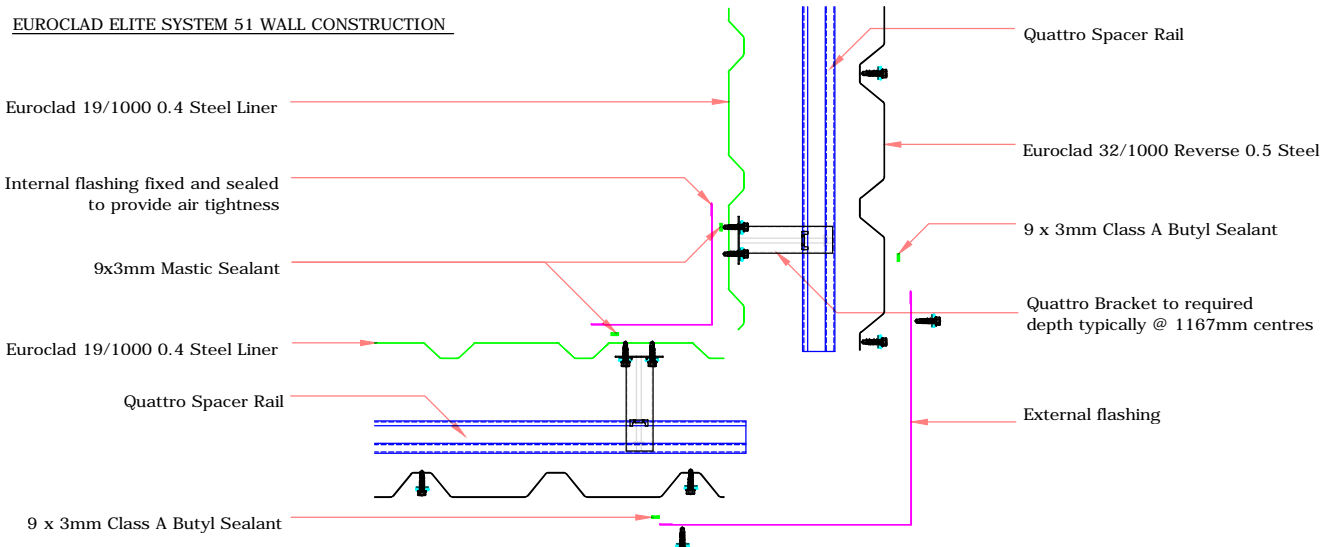 EUROCLAD ELITE SYSTEM 51 WALL CONSTRUCTION
Quattro Spacer Rail
Euroclad 19/1000 0.4 Steel Liner
Euroclad 32/1000 Reverse 0.5 Steel
Internal flashing fixed and sealed
to provide air tightness
9 x 3mm Class A Butyl Sealant
9x3mm Mastic Sealant
Quattro Bracket to required
depth typically @ 1167mm centres
Euroclad 19/1000 0.4 Steel Liner
Quattro Spacer Rail
External flashing
9 x 3mm Class A Butyl Sealant